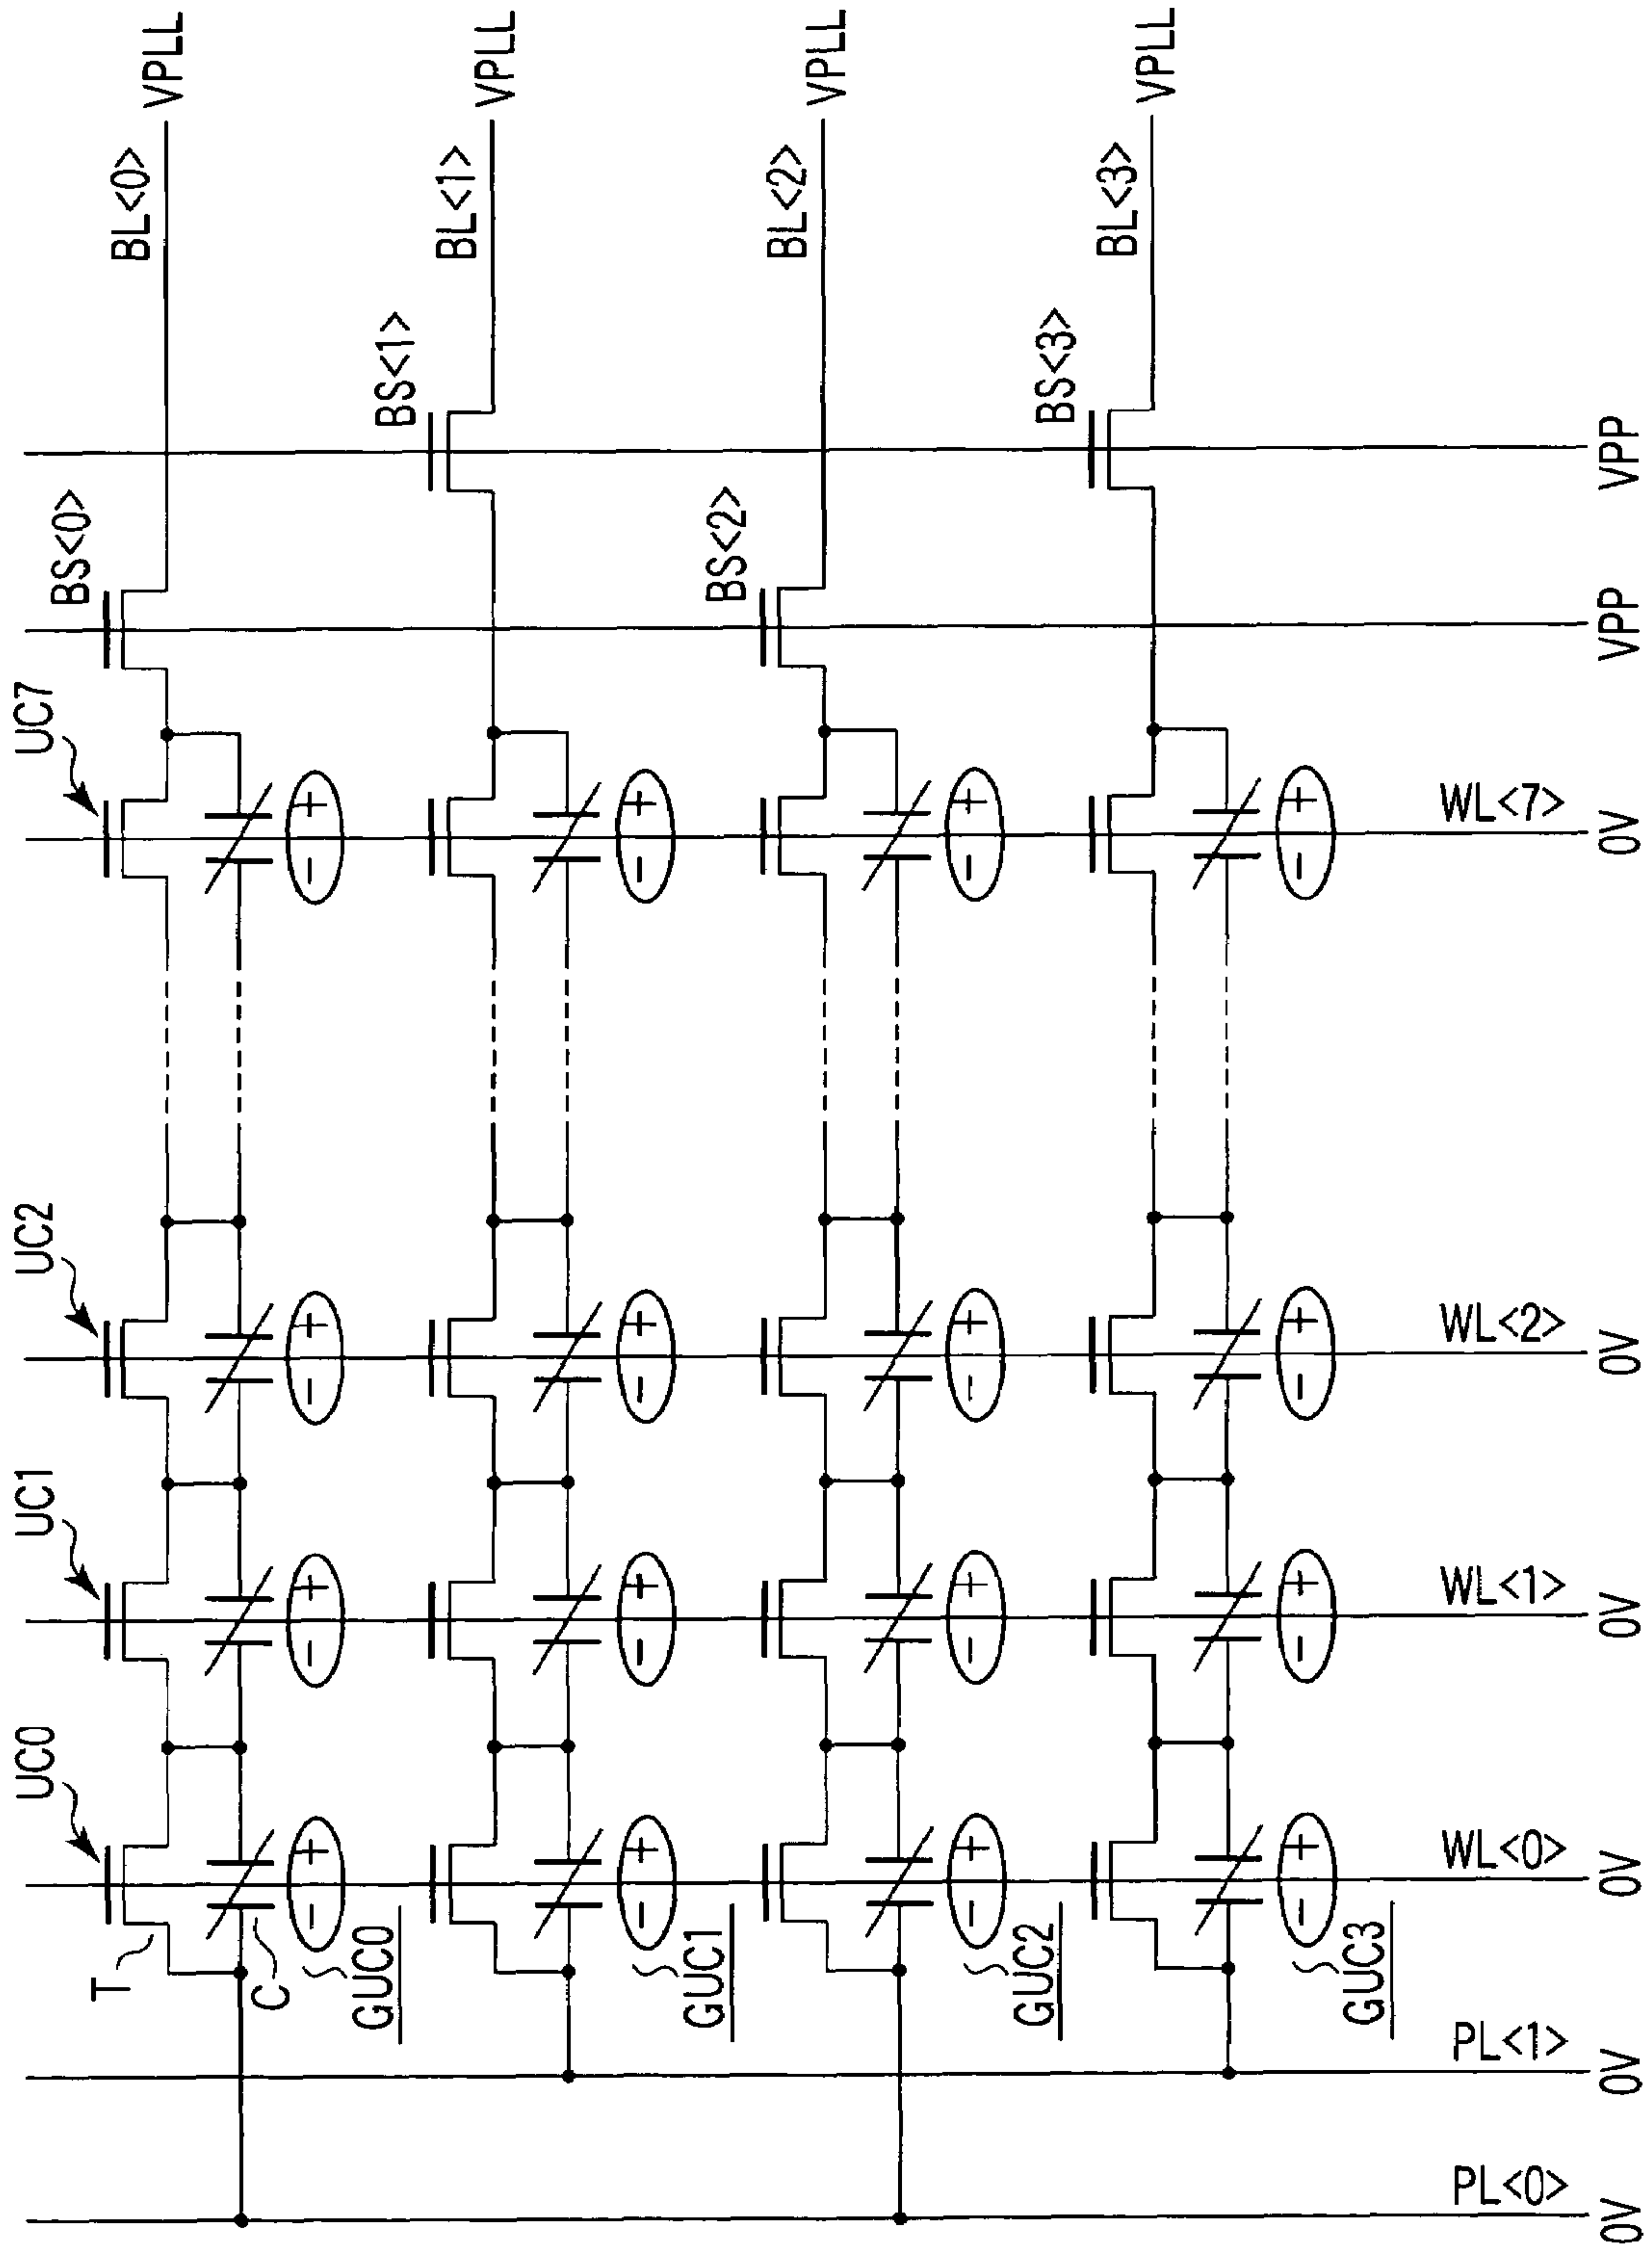 UC0
UC1
UC2
UC7
BS<0>
BL<0>
VPLL
T
C
GUC0
− +
− +
− +
− +
BS<1>
BL<1>
VPLL
GUC1
− +
− +
− +
− +
BS<2>
BL<2>
VPLL
GUC2
− +
− +
− +
− +
BS<3>
BL<3>
VPLL
GUC3
− +
− +
− +
− +
PL<0>
PL<1>
WL<0>
WL<1>
WL<2>
WL<7>
0V
0V
0V
0V
0V
0V
VPP
VPP